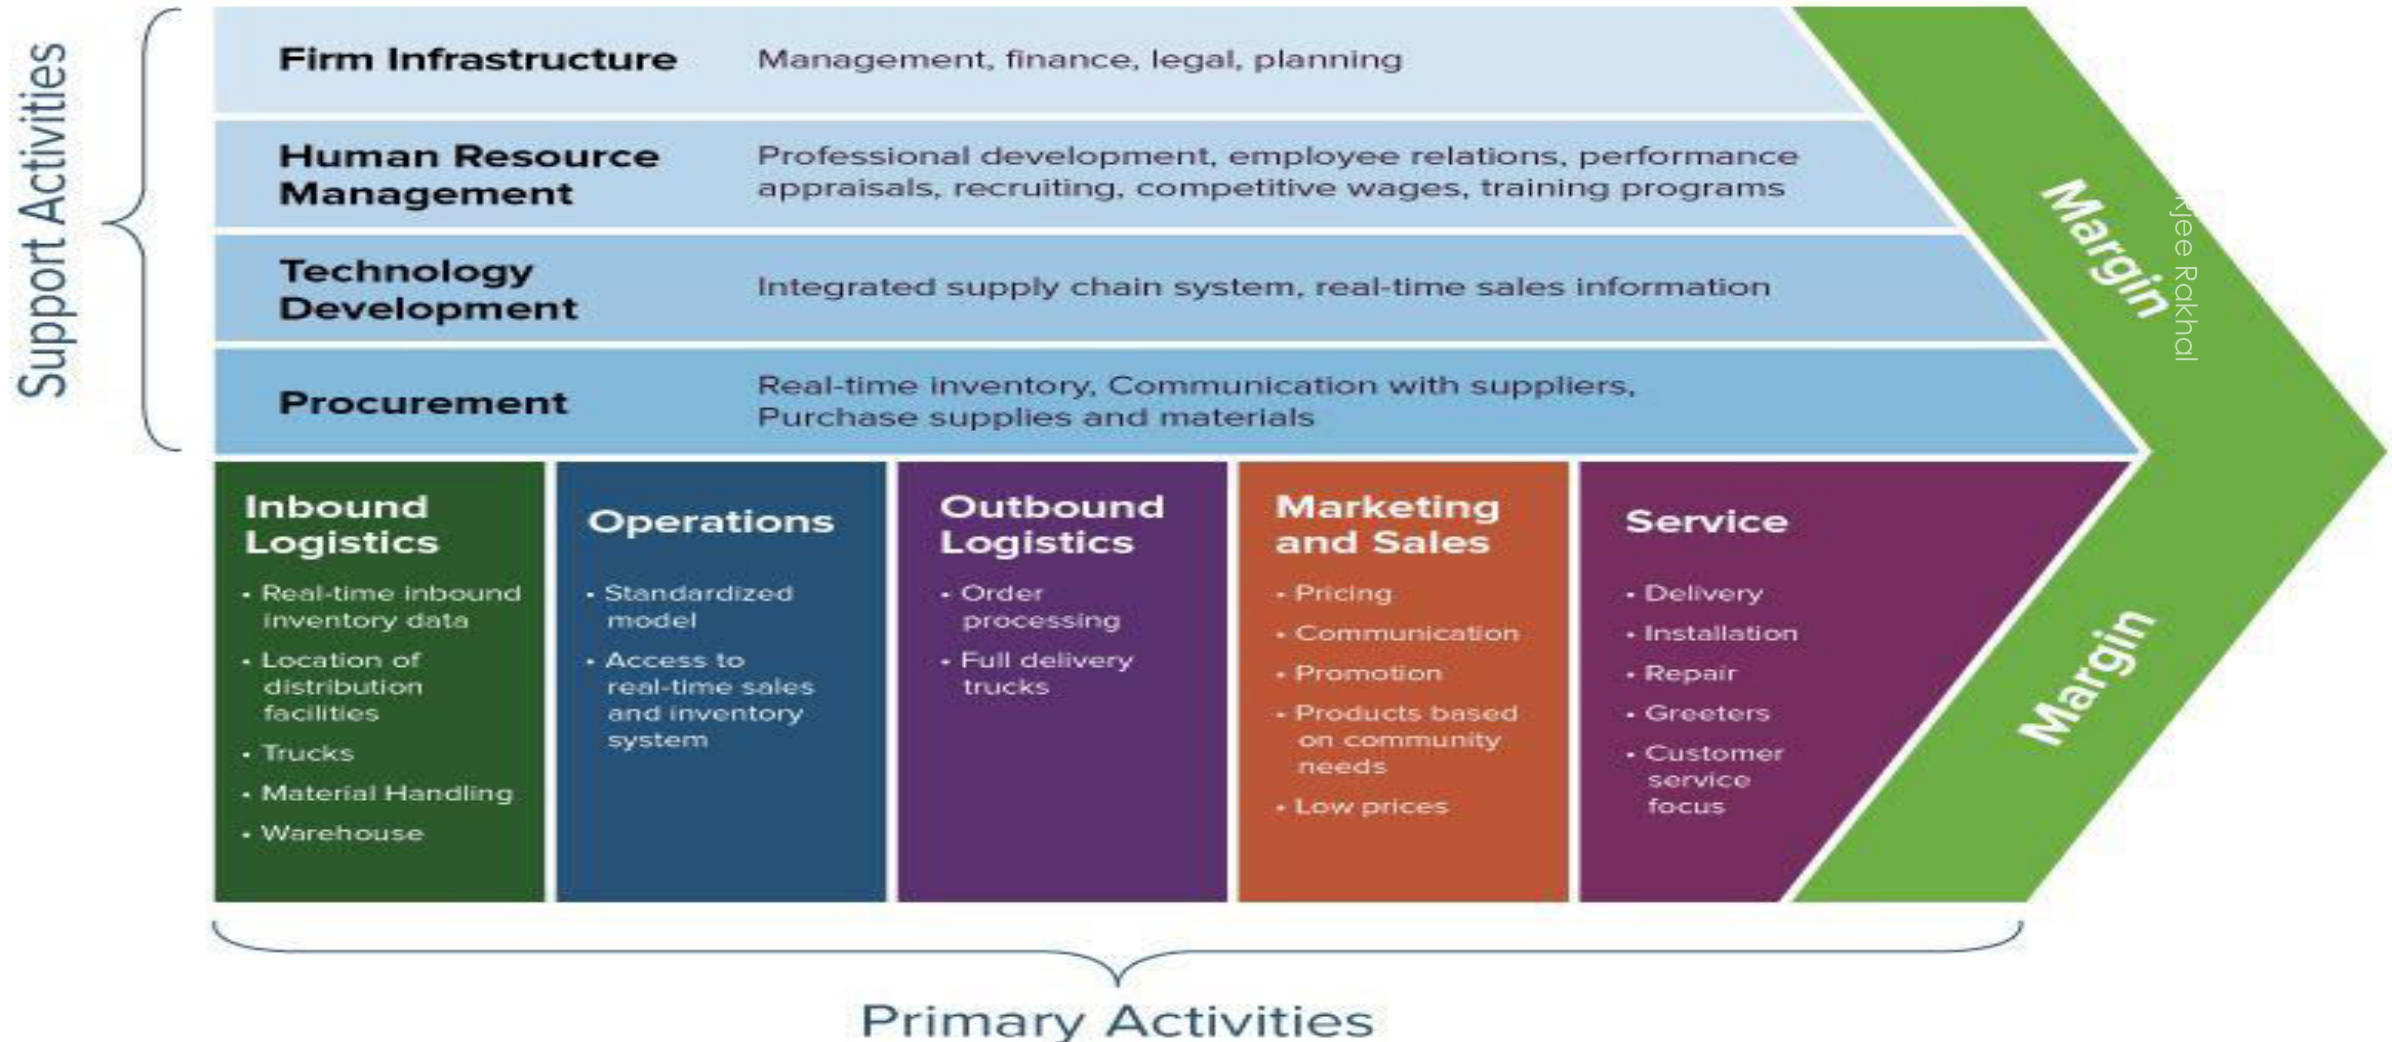 Support Activities
Firm Infrastructure
Management, finance, legal, planning
Human Resource
Management
Professional development, employee relations, performance
appraisals, recruiting, competitive wages, training programs
Technology
Development
Integrated supply chain system, real-time sales information
Procurement
Real-time inventory, Communication with suppliers,
Purchase supplies and materials
Margin
Rakhal
Inbound
Logistics
• Real-time inbound
inventory data
• Location of
distribution
facilities
• Trucks
• Material Handling
• Warehouse
Operations
• Standardized
model
• Access to
real-time sales
and inventory
system
Outbound
Logistics
• Order
processing
• Full delivery
trucks
Marketing
and Sales
• Pricing
• Communication
• Promotion
• Products based
on community
needs
• Low prices
Service
• Delivery
• Installation
• Repair
• Greeters
• Customer
service
focus
Margin
Primary Activities